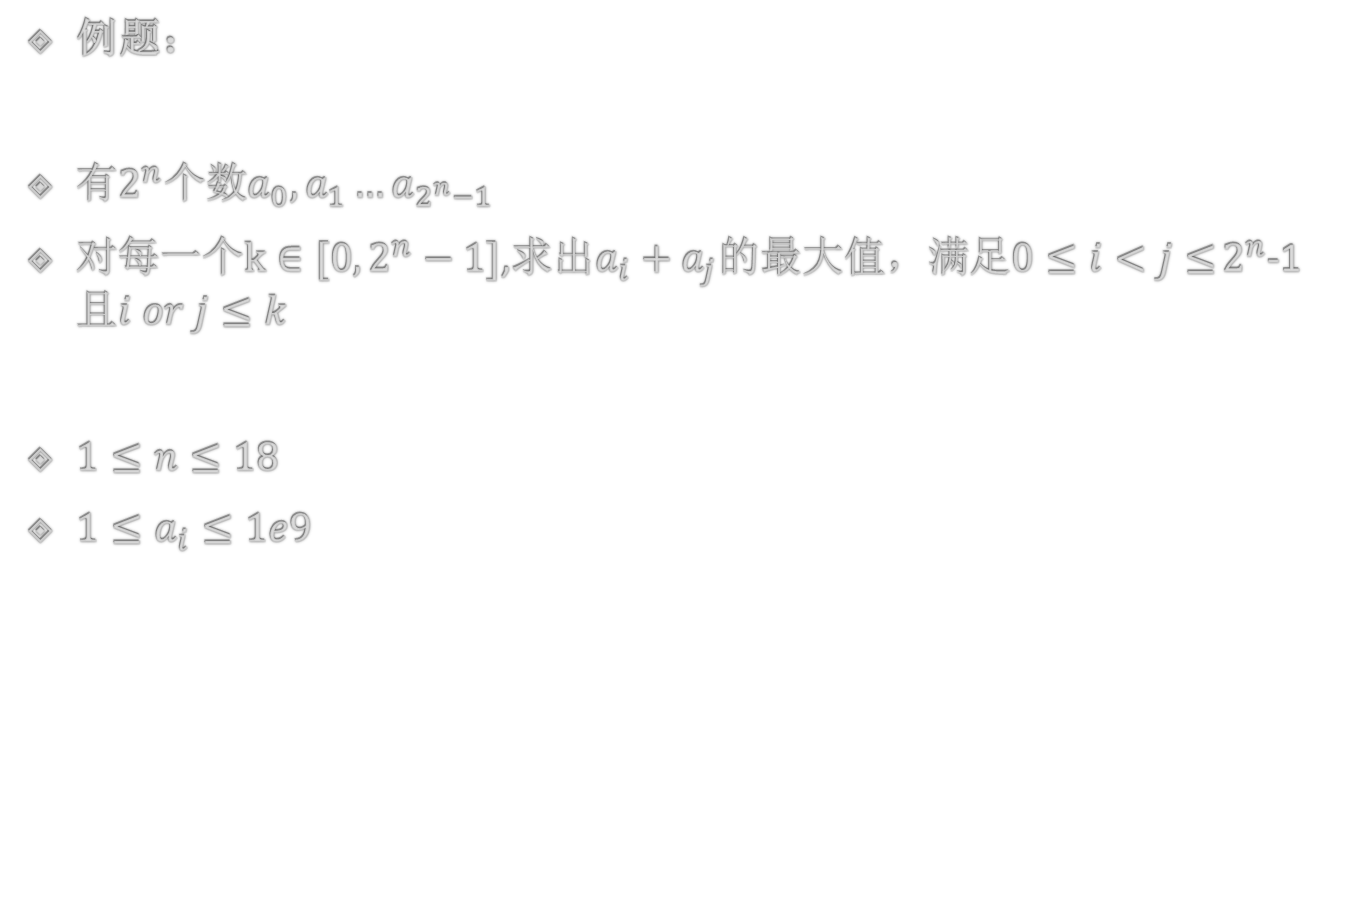 例题：
有2ⁿ个数a₀, a₁ … a₂ⁿ₋₁
对每一个k ∈ [0, 2ⁿ − 1],求出aᵢ + aⱼ的最大值，满足0 ≤ i < j ≤ 2ⁿ-1
且i or j ≤ k
1 ≤ n ≤ 18
1 ≤ aᵢ ≤ 1e9